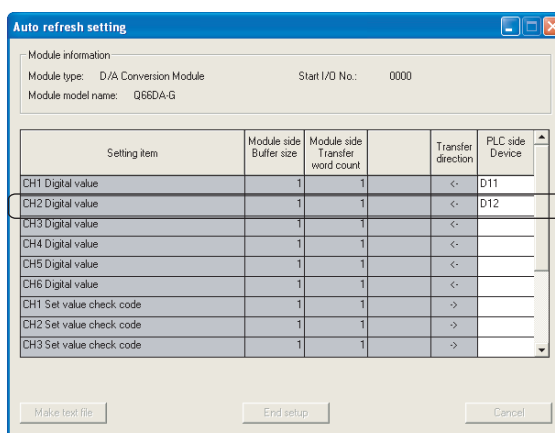 Auto refresh setting
Module information
Module type: D/A Conversion Module Start I/O No.: 0000
Module model name: Q66DA-G
Setting item Module side Buffer size Module side Transfer word count Transfer direction PLC side Device
CH1 Digital value 1 1 <- D11
CH2 Digital value 1 1 <- D12
CH3 Digital value 1 1 <-
CH4 Digital value 1 1 <-
CH5 Digital value 1 1 <-
CH6 Digital value 1 1 <-
CH1 Set value check code 1 1 ->
CH2 Set value check code 1 1 ->
CH3 Set value check code 1 1 ->
Make text file End setup Cancel